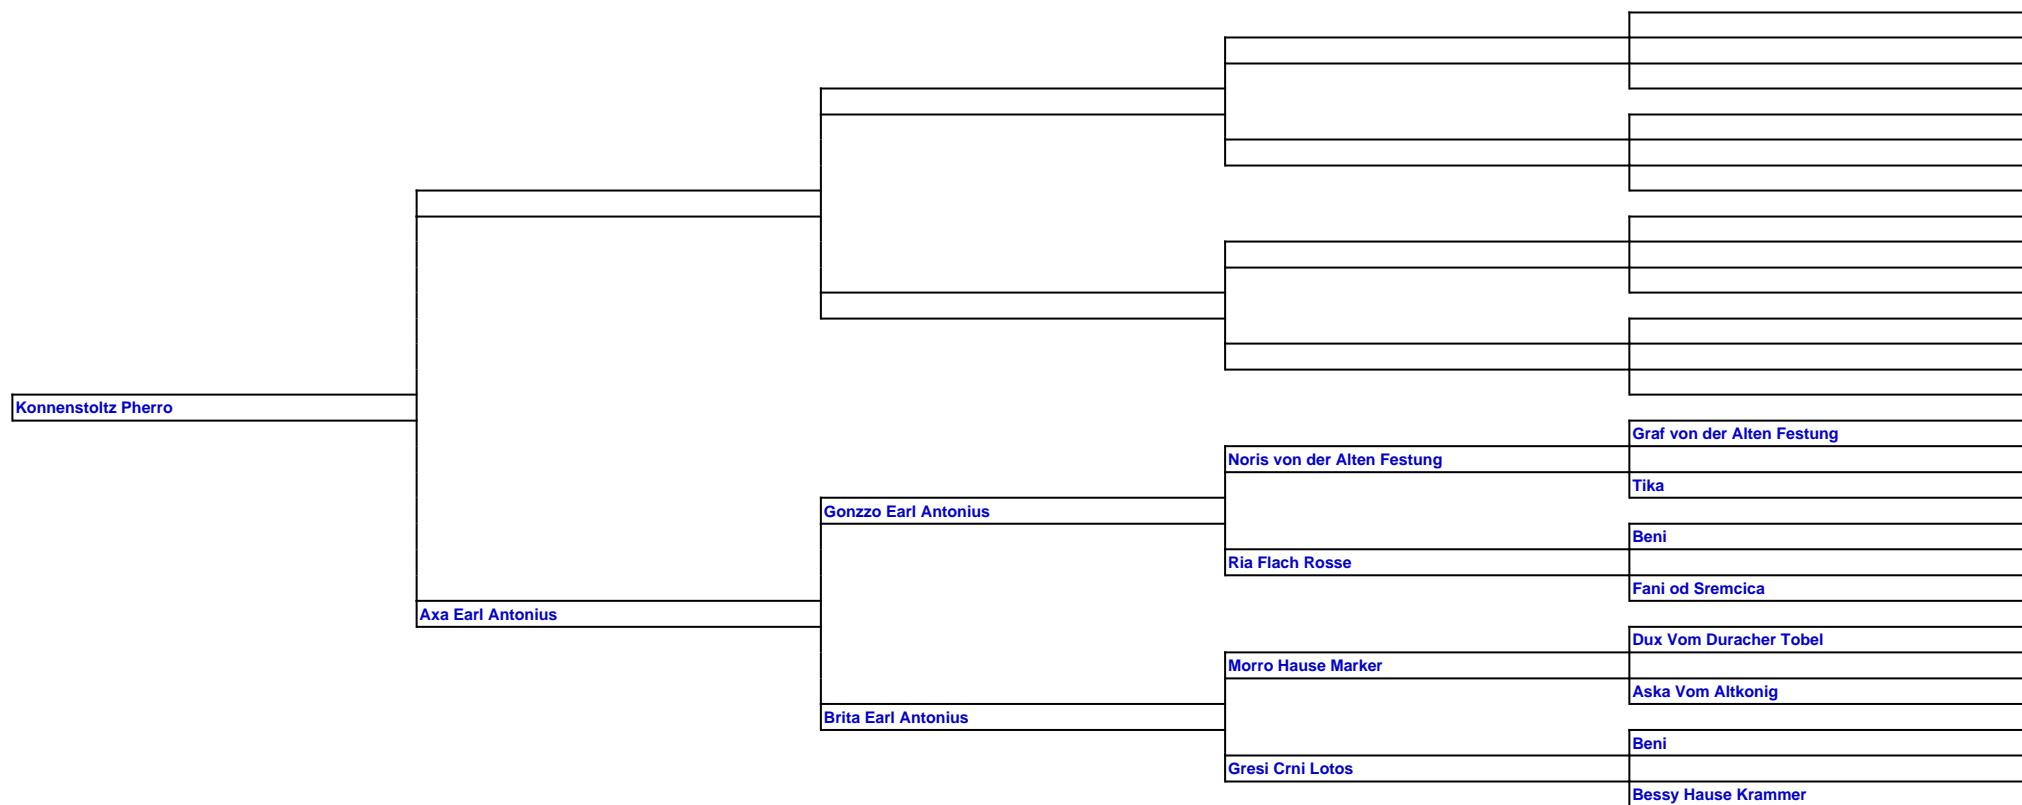 Konnenstoltz Pherro
Axa Earl Antonius
Gonzzo Earl Antonius
Brita Earl Antonius
Noris von der Alten Festung
Ria Flach Rosse
Morro Hause Marker
Gresi Crni Lotos
Graf von der Alten Festung
Tika
Beni
Fani od Sremcica
Dux Vom Duracher Tobel
Aska Vom Altkonig
Beni
Bessy Hause Krammer